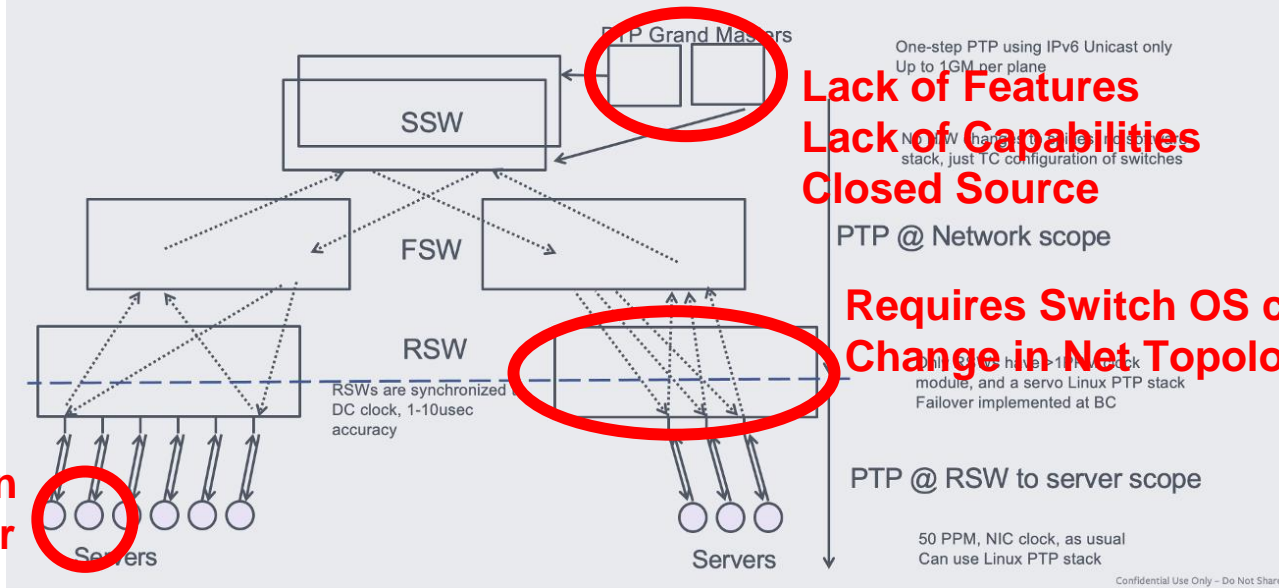 PTP Grand Masters
One-step PTP using IPv6 Unicast only
Up to 1GM per plane
Lack of Features
SSW
Lack of Capabilities
stack, just TC configuration of switches
Closed Source
PTP @ Network scope
FSW
Requires Switch OS
Change in Net
RSW
RSWs are synchronized
DC clock, 1-10usec
accuracy
module, and a servo Linux PTP stack
Failover implemented at BC
PTP @ RSW to server scope
Servers
Servers
50 PPM, NIC clock, as usual
Can use Linux PTP stack
Confidential Use Only – Do Not Share